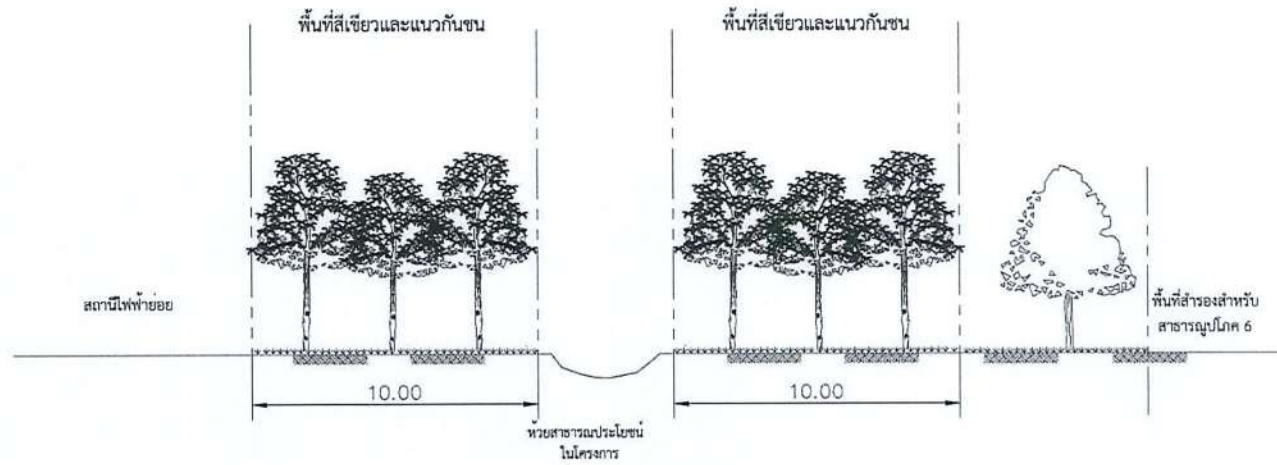 พื้นที่สีเขียวและแนวกันชน
พื้นที่สีเขียวและแนวกันชน
สถานีไฟฟ้าย่อย
พื้นที่สำรองสำหรับ
สาธารณูปโภค 6
10.00
10.00
ห้วยสาธารณประโยชน์
ในโครงการ